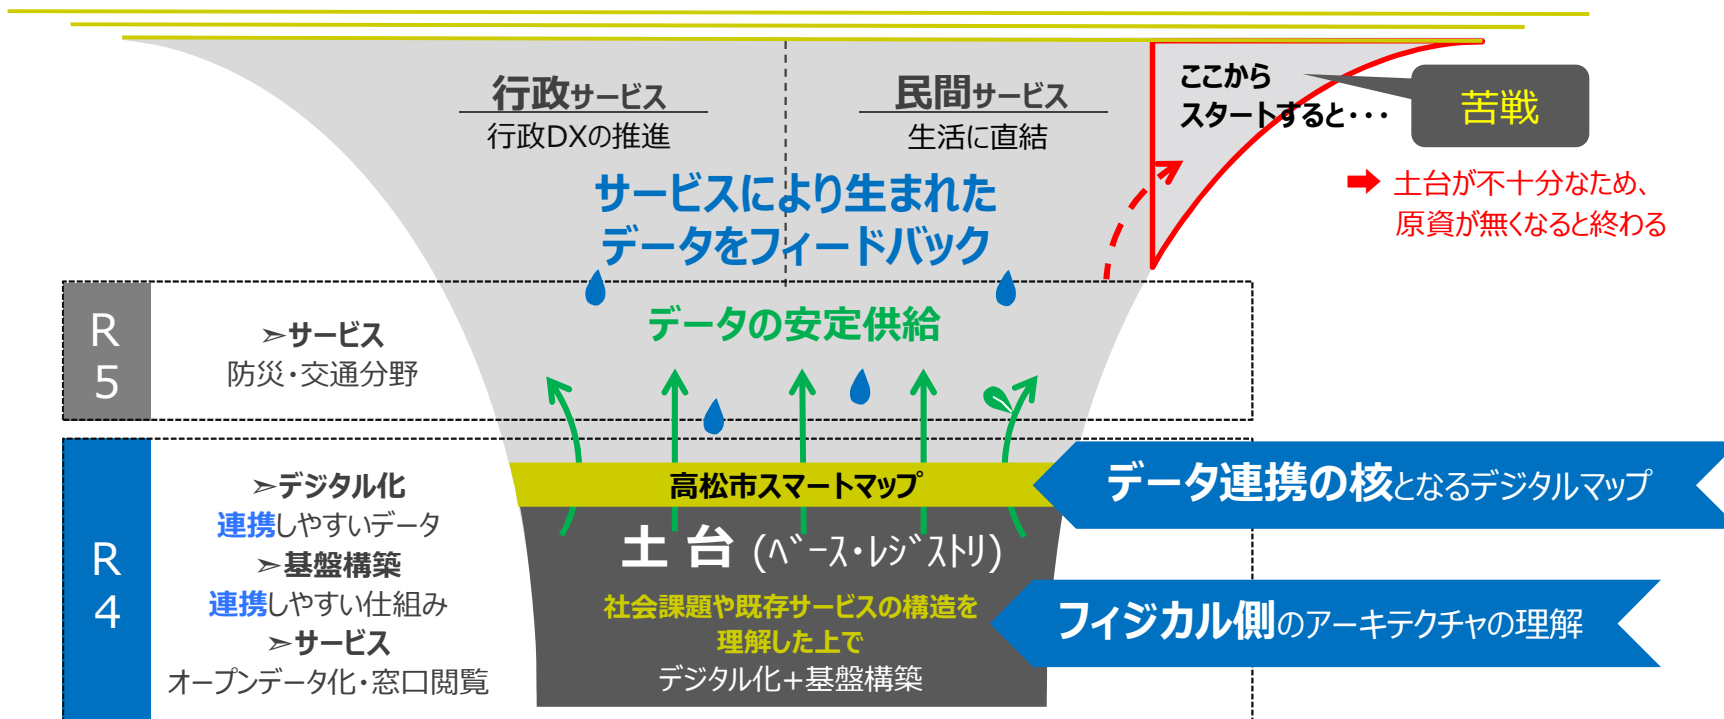 行政サービス
行政DXの推進
民間サービス
生活に直結
ここから
スタートすると・・・
苦戦
➡ 土台が不十分なため、
原資が無くなると終わる
サービスにより生まれた
データをフィードバック
データの安定供給
R
5
➢サービス
防災・交通分野
R
4
➢デジタル化
連携しやすいデータ
➢基盤構築
連携しやすい仕組み
➢サービス
オープンデータ化・窓口閲覧
高松市スマートマップ
土 台 (ﾍﾞｰｽ・ﾚｼﾞｽﾄﾘ)
社会課題や既存サービスの構造を
理解した上で
デジタル化+基盤構築
データ連携の核となるデジタルマップ
フィジカル側のアーキテクチャの理解